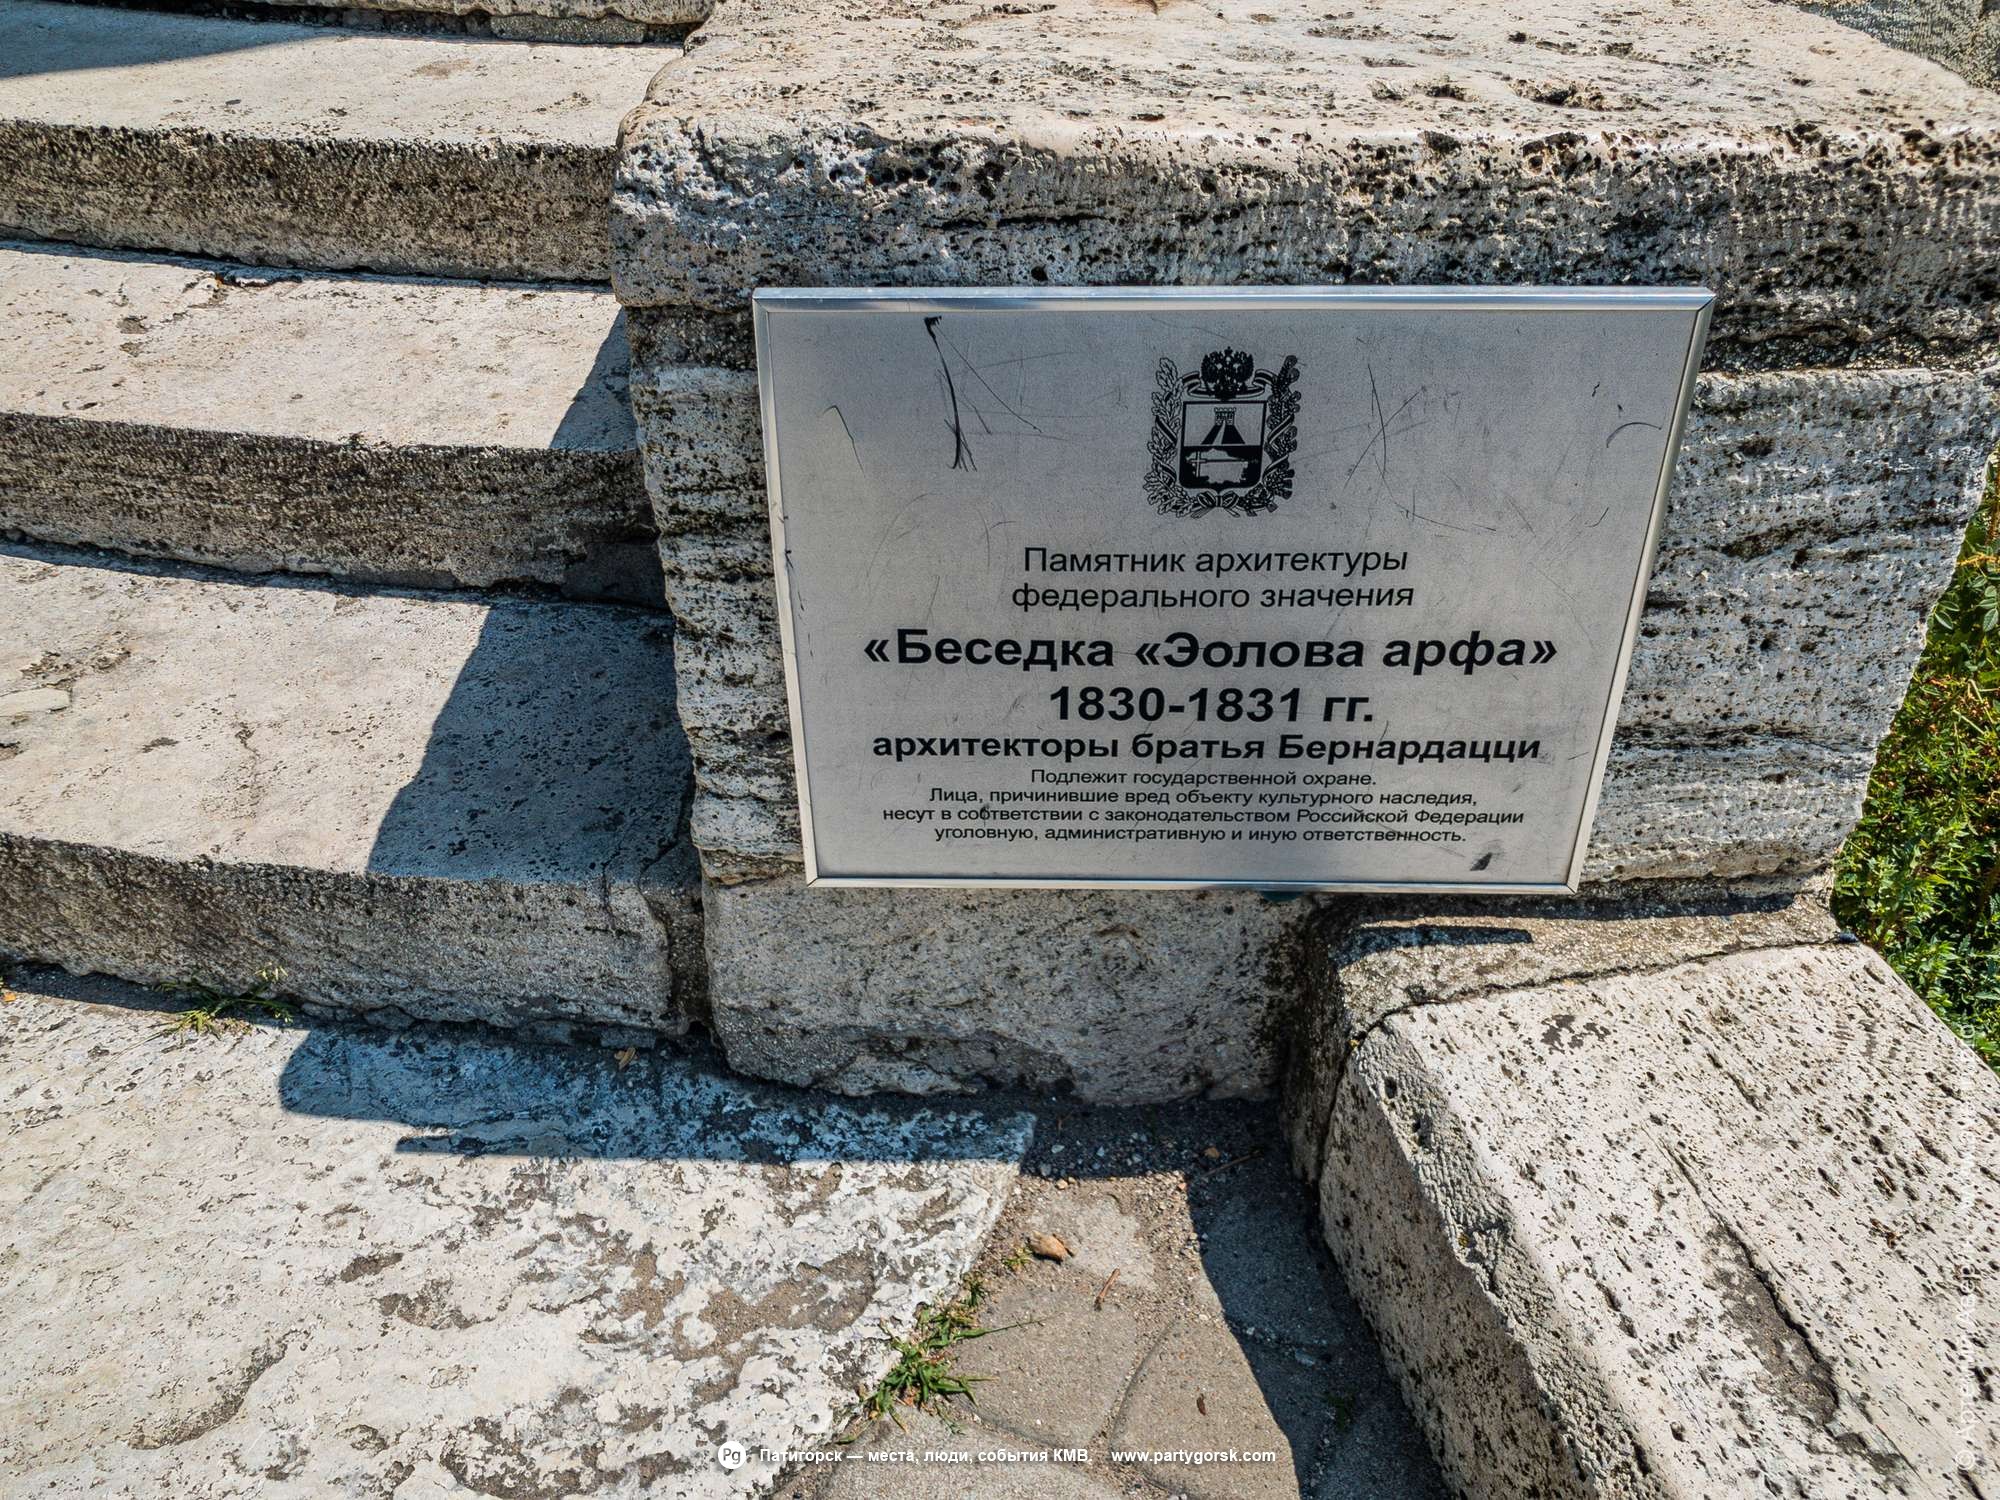 Памятник архитектуры
федерального значения
«Беседка «Эолова арфа»
1830-1831 гг.
архитекторы братья Бернардацци
Подлежит государственной охране.
Лица, причинившие вред объекту культурного наследия,
несут в соответствии с законодательством Российской Федерации
уголовную, административную и иную ответственность.
Pg Пятигорск — места, люди, события КМВ. www.partygorsk.com